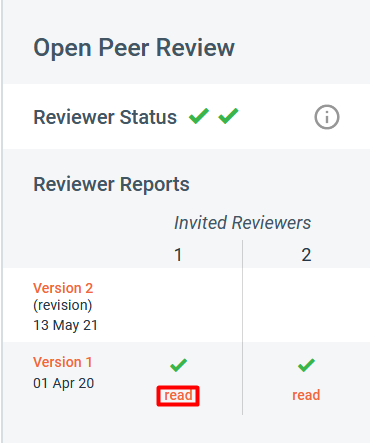 Open Peer Review
Reviewer Status
Reviewer Reports
Invited Reviewers
1 2
Version 2
(revision)
13 May 21
Version 1
01 Apr 20
read read